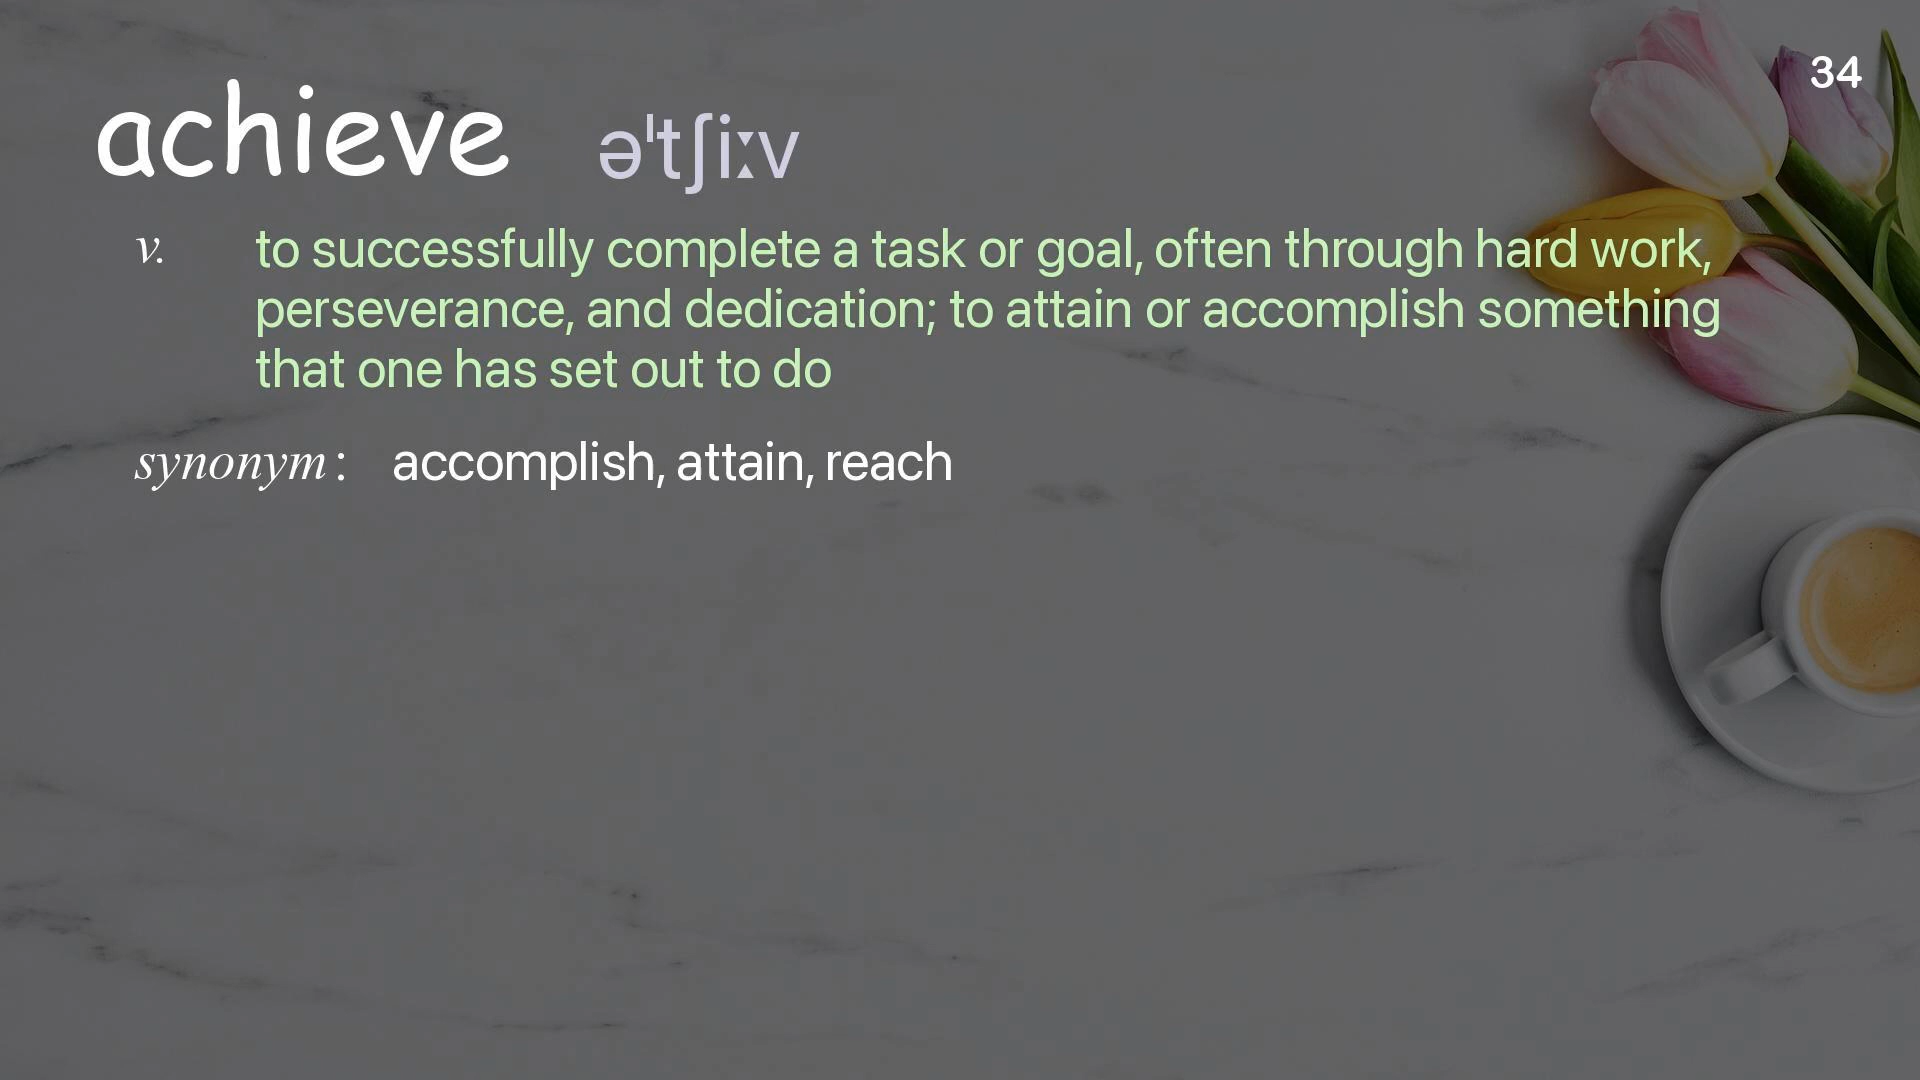 34
achieve əˈtʃiːv
v. to successfully complete a task or goal, often through hard work,
perseverance, and dedication; to attain or accomplish something
that one has set out to do
synonym: accomplish, attain, reach